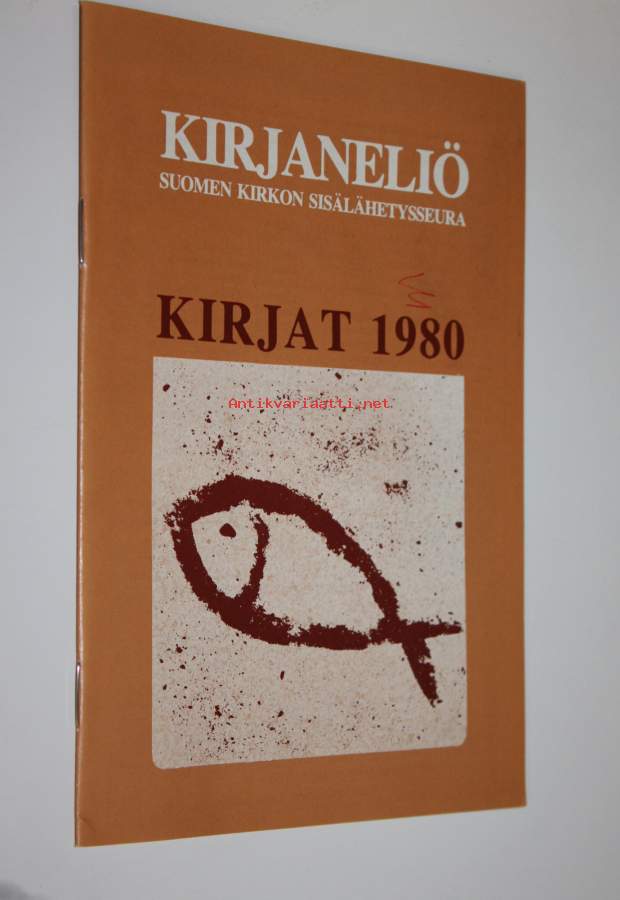 KIRJANELIÖ
SUOMEN KIRKON SISÄLÄHETYSSEURA
KIRJAT 1980
Antikvariaatti.net